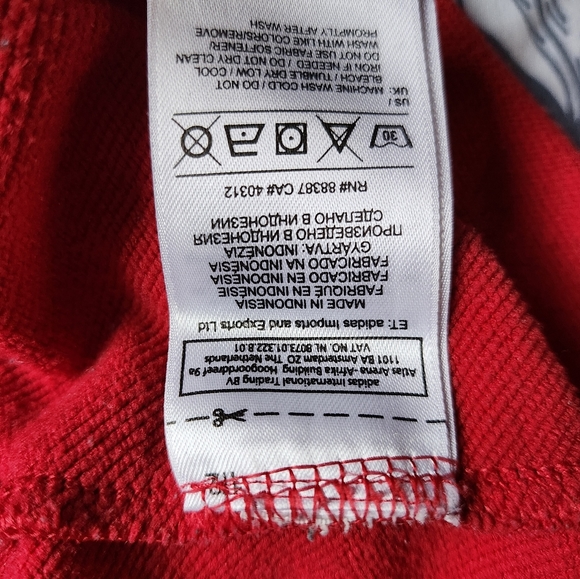 adidas International Trading BV
Atlas Arena -Afrika Building -Hoogoorddreef 9a
1101 BA Amsterdam ZO The Netherlands
VAT NO. NL 8073.01.322.B.01
ET: adidas Imports and Exports Ltd
MADE IN INDONESIA
FABRIQUÉ EN INDONESIE
FABRICADO EN INDONESIA
FABRICADO NA INDONÉSIA
GYÁRTVA: INDONÉZIA
ПРОИЗВЕДЕНО В ИНДОНЕЗИЯ
СДЕЛАНО В ИНДОНЕЗИИ
RN# 88387 CA# 40312
30
US /
UK: MACHINE WASH COLD / DO NOT
BLEACH / TUMBLE DRY LOW / COOL
IRON IF NEEDED / DO NOT DRY CLEAN
DO NOT USE FABRIC SOFTENER/
WASH WITH LIKE COLORS/REMOVE
PROMPTLY AFTER WASH